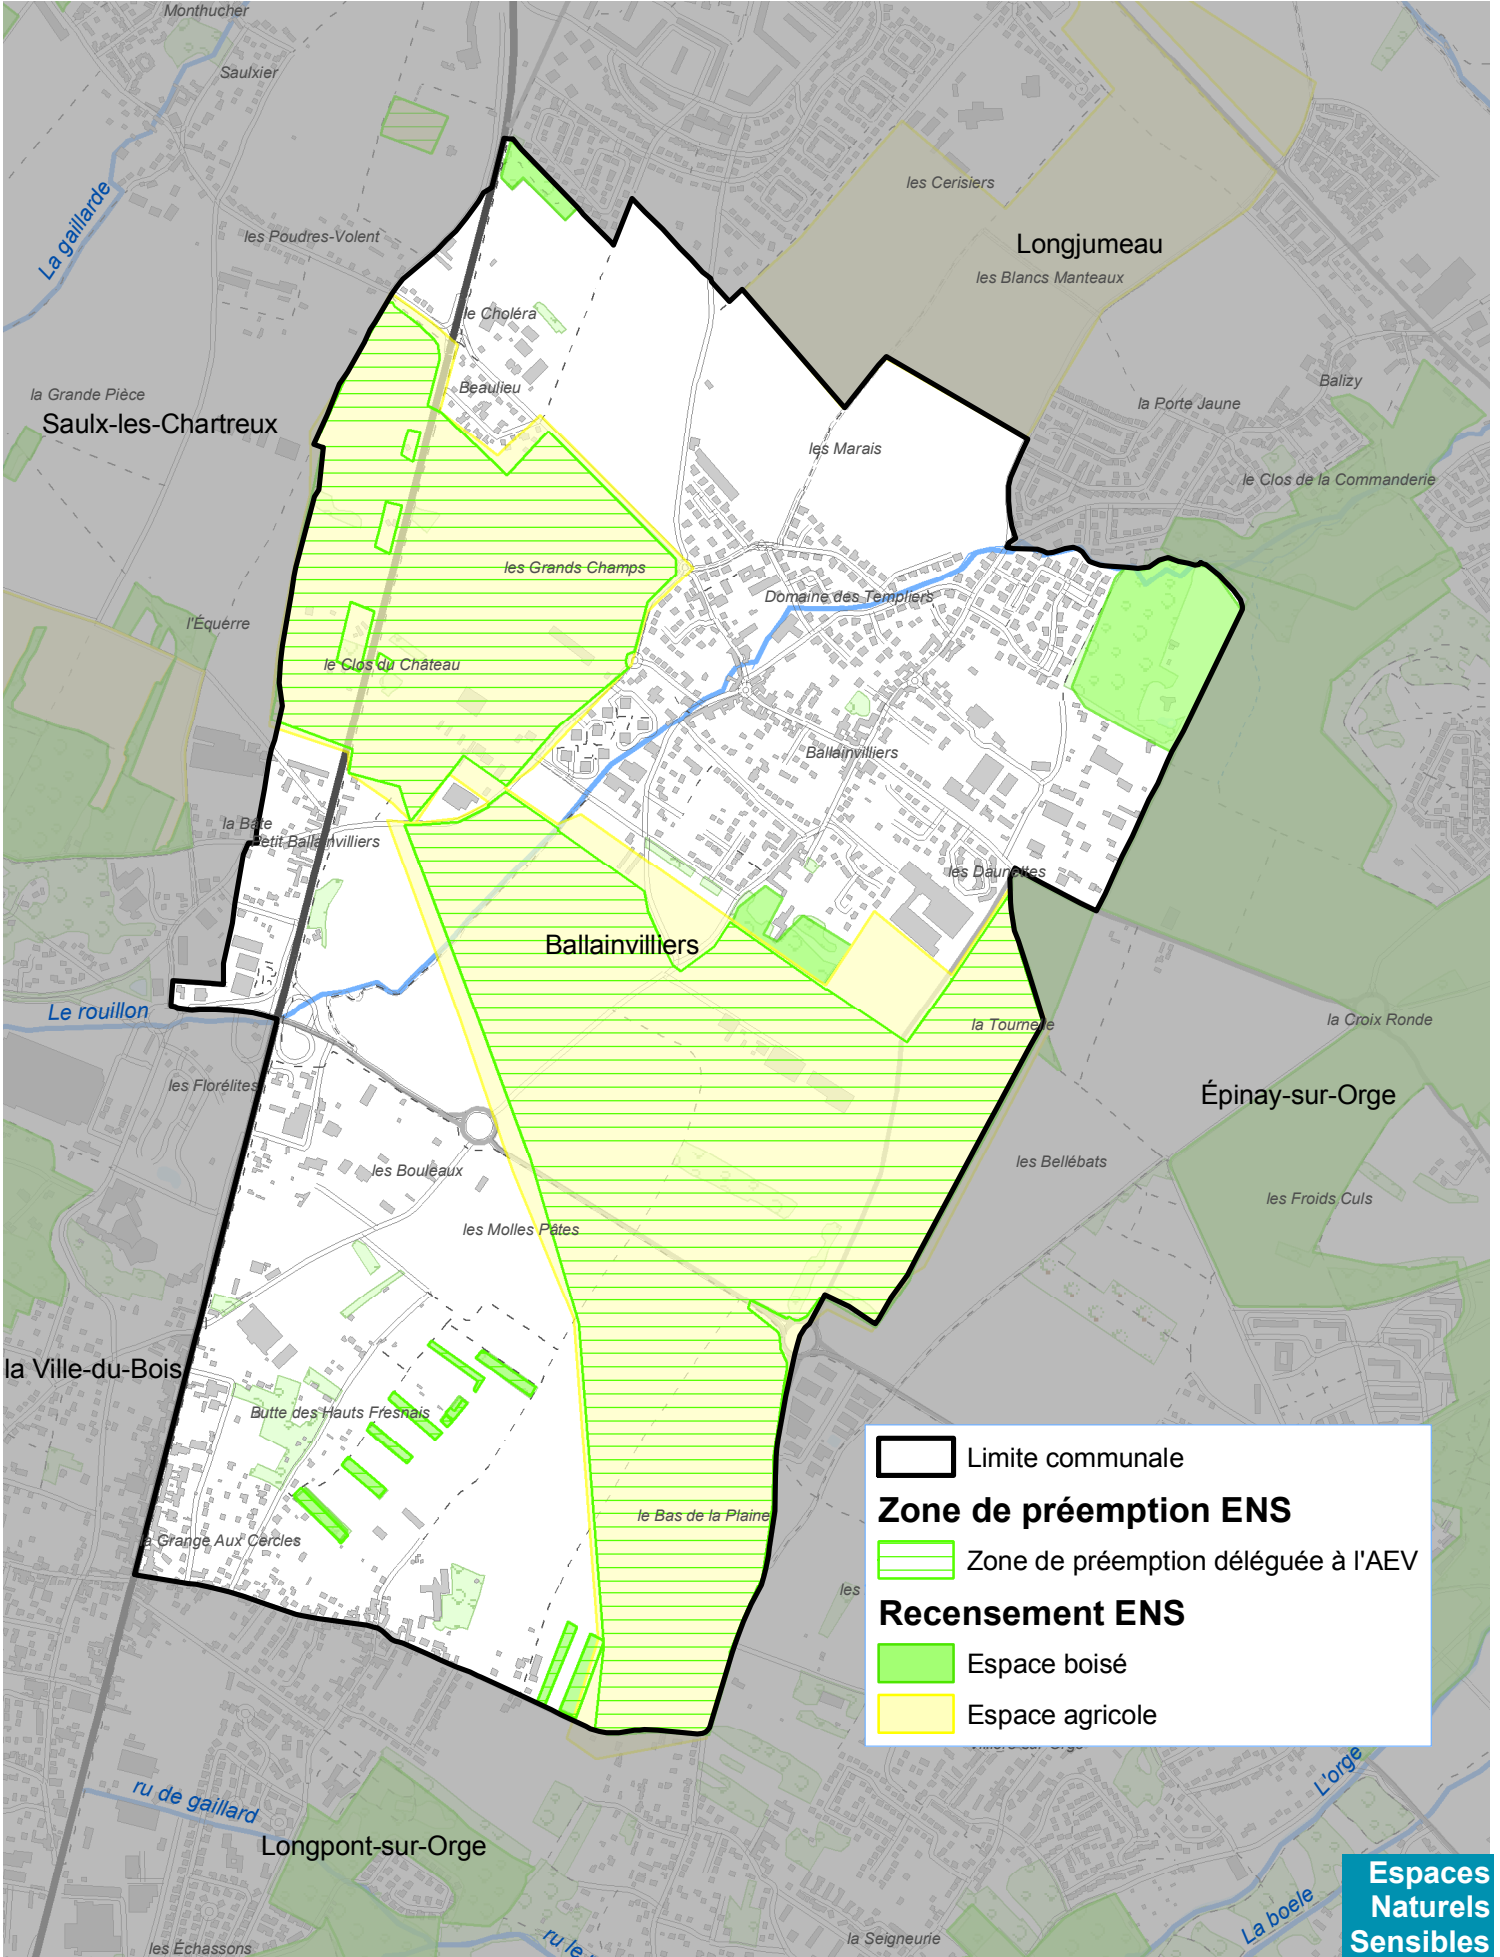 Monthucher
Saulxier
La gaillarde
les Poudres-Volent
les Cerisiers
Longjumeau
les Blancs Manteaux
le Choléra
Beaulieu
la Grande Pièce
Saulx-les-Chartreux
Balizy
la Porte Jaune
les Marais
le Clos de la Commanderie
les Grands Champs
Domaine des Templiers
l'Équerre
le Clos du Château
Ballainvilliers
la Bate
Petit Ballainvilliers
les Daunettes
Ballainvilliers
Le rouillon
la Tournelle
la Croix Ronde
les Florélites
Épinay-sur-Orge
les Bellébats
les Bouleaux
les Froids Culs
les Molles Pâtes
la Ville-du-Bois
Butte des Hauts Fresnais
le Bas de la Plaine
la Grange Aux Cercles
les
Limite communale
Zone de préemption ENS
Zone de préemption déléguée à l'AEV
Recensement ENS
Espace boisé
Espace agricole
L'orge
ru de gaillard
Longpont-sur-Orge
les Échassons
ru le
la Seigneurie
La boele
Espaces
Naturels
Sensibles